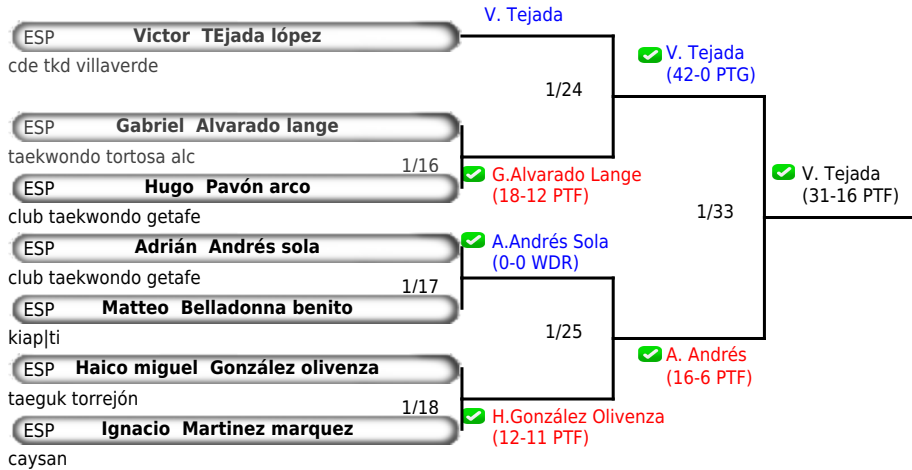 V. Tejada
ESP Victor TEjada lópez
cde tkd villaverde
V. Tejada
(42-0 PTG)
1/24
ESP Gabriel Alvarado lange
taekwondo tortosa alc
1/16
ESP Hugo Pavón arco
G.Alvarado Lange
(18-12 PTF)
club taekwondo getafe
V. Tejada
(31-16 PTF)
1/33
ESP Adrián Andrés sola
A.Andrés Sola
(0-0 WDR)
club taekwondo getafe
1/17
ESP Matteo Belladonna benito
kiap|ti
1/25
ESP Haico miguel González olivenza
A. Andrés
(16-6 PTF)
taeguk torrejón
1/18
ESP Ignacio Martinez marquez
H.González Olivenza
(12-11 PTF)
caysan